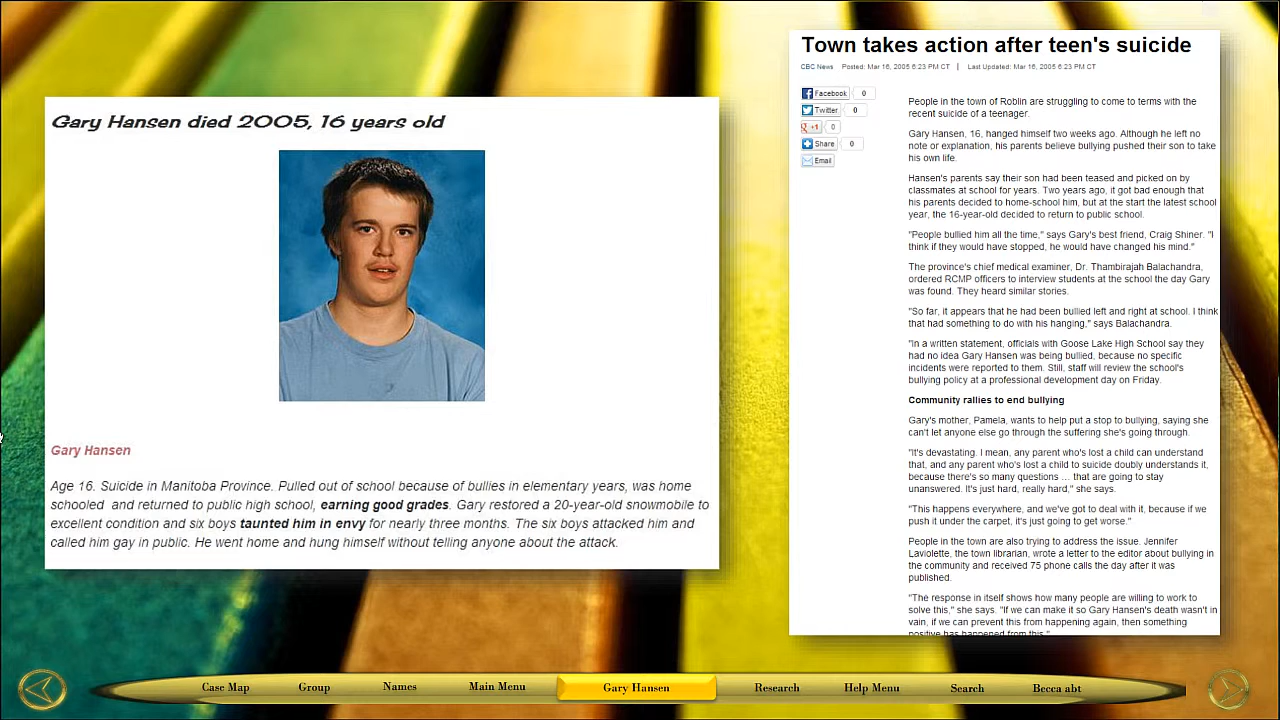 Town takes action after teen's suicide
CBC News Posted: Mar 16, 2005 6:23 PM CT | Last Updated: Mar 16, 2005 6:23 PM CT
Facebook 0
Twitter 0
+1 0
Share 0
Email
People in the town of Roblin are struggling to come to terms with the
recent suicide of a teenager.
Gary Hansen, 16, hanged himself two weeks ago. Although he left no
note or explanation, his parents believe bullying pushed their son to take
his own life.
Hansen's parents say their son had been teased and picked on by
classmates at school for years. Two years ago, it got bad enough that
his parents decided to home-school him, but at the start the latest school
year, the 16-year-old decided to return to public school.
"People bullied him all the time," says Gary's best friend, Craig Shiner. "I
think if they would have stopped, he would have changed his mind."
The province's chief medical examiner, Dr. Thambirajah Balachandra,
ordered RCMP officers to interview students at the school the day Gary
was found. They heard similar stories.
"So far, it appears that he had been bullied left and right at school. I think
that had something to do with his hanging," says Balachandra.
"In a written statement, officials with Goose Lake High School say they
had no idea Gary Hansen was being bullied, because no specific
incidents were reported to them. Still, staff will review the school's
bullying policy at a professional development day on Friday.
Community rallies to end bullying
Gary's mother, Pamela, wants to help put a stop to bullying, saying she
can't let anyone else go through the suffering she's going through.
"It's devastating. I mean, any parent who's lost a child can understand
that, and any parent who's lost a child to suicide doubly understands it,
because there's so many questions … that are going to stay
unanswered. It's just hard, really hard," she says.
"This happens everywhere, and we've got to deal with it, because if we
push it under the carpet, it's just going to get worse."
People in the town are also trying to address the issue. Jennifer
Laviolette, the town librarian, wrote a letter to the editor about bullying in
the community and received 75 phone calls the day after it was
published.
"The response in itself shows how many people are willing to work to
solve this," she says. "If we can make it so Gary Hansen's death wasn't in
vain, if we can prevent this from happening again, then something
positive has happened from this."
Gary Hansen died 2005, 16 years old
Gary Hansen
Age 16. Suicide in Manitoba Province. Pulled out of school because of bullies in elementary years, was home
schooled and returned to public high school, earning good grades. Gary restored a 20-year-old snowmobile to
excellent condition and six boys taunted him in envy for nearly three months. The six boys attacked him and
called him gay in public. He went home and hung himself without telling anyone about the attack.
Case Map Group Names Main Menu Gary Hansen Research Help Menu Search Becca abt